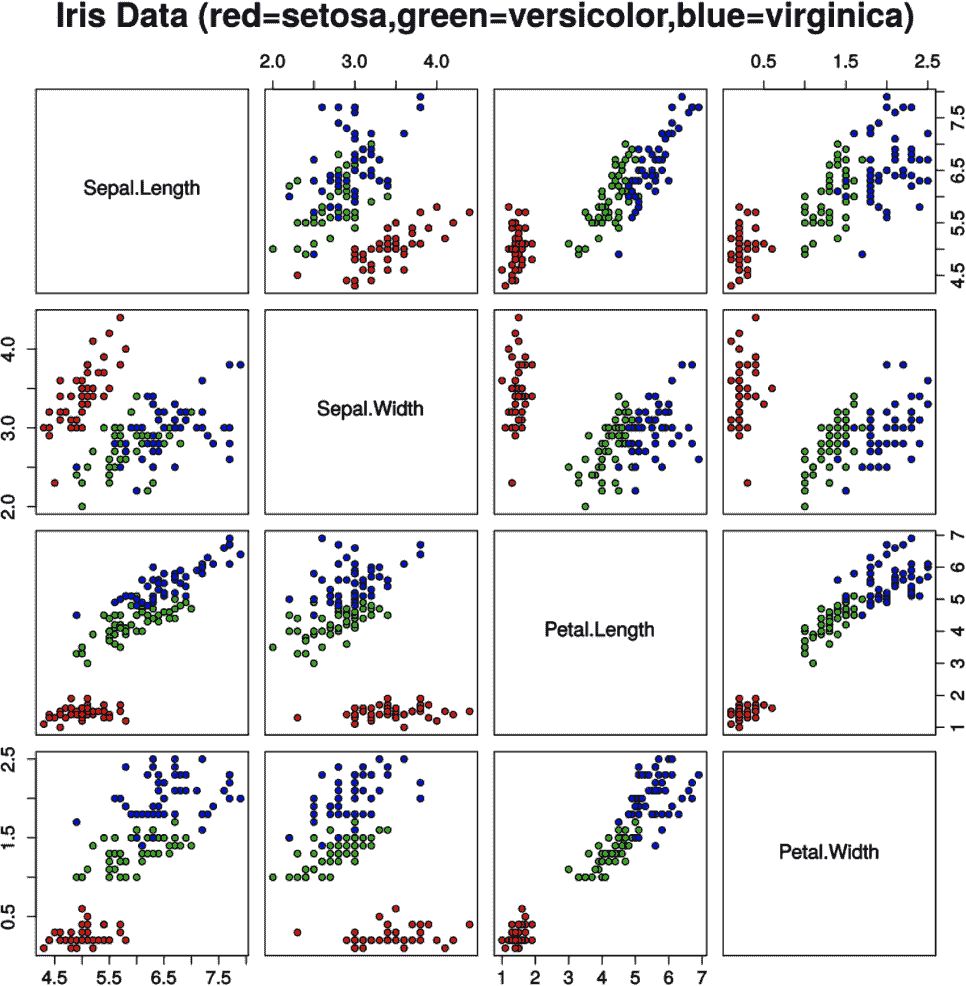 Iris Data (red=setosa,green=versicolor,blue=virginica)
2.0 3.0 4.0 0.5 1.5 2.5
Sepal.Length
4.5 5.5 6.5 7.5
2.0 3.0 4.0
Sepal.Width
Petal.Length
1 2 3 4 5 6 7
0.5 1.5 2.5
Petal.Width
4.5 5.5 6.5 7.5 1 2 3 4 5 6 7